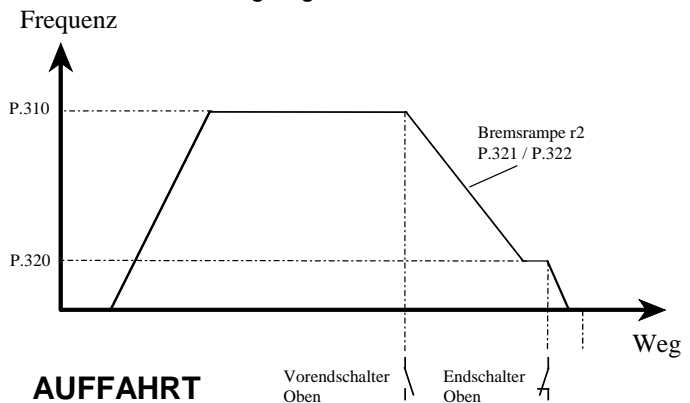 Frequenz
P.310
Bremsrampe r2
P.321 / P.322
P.320
Weg
AUFFAHRT
Vorendschalter
Oben
Endschalter
Oben